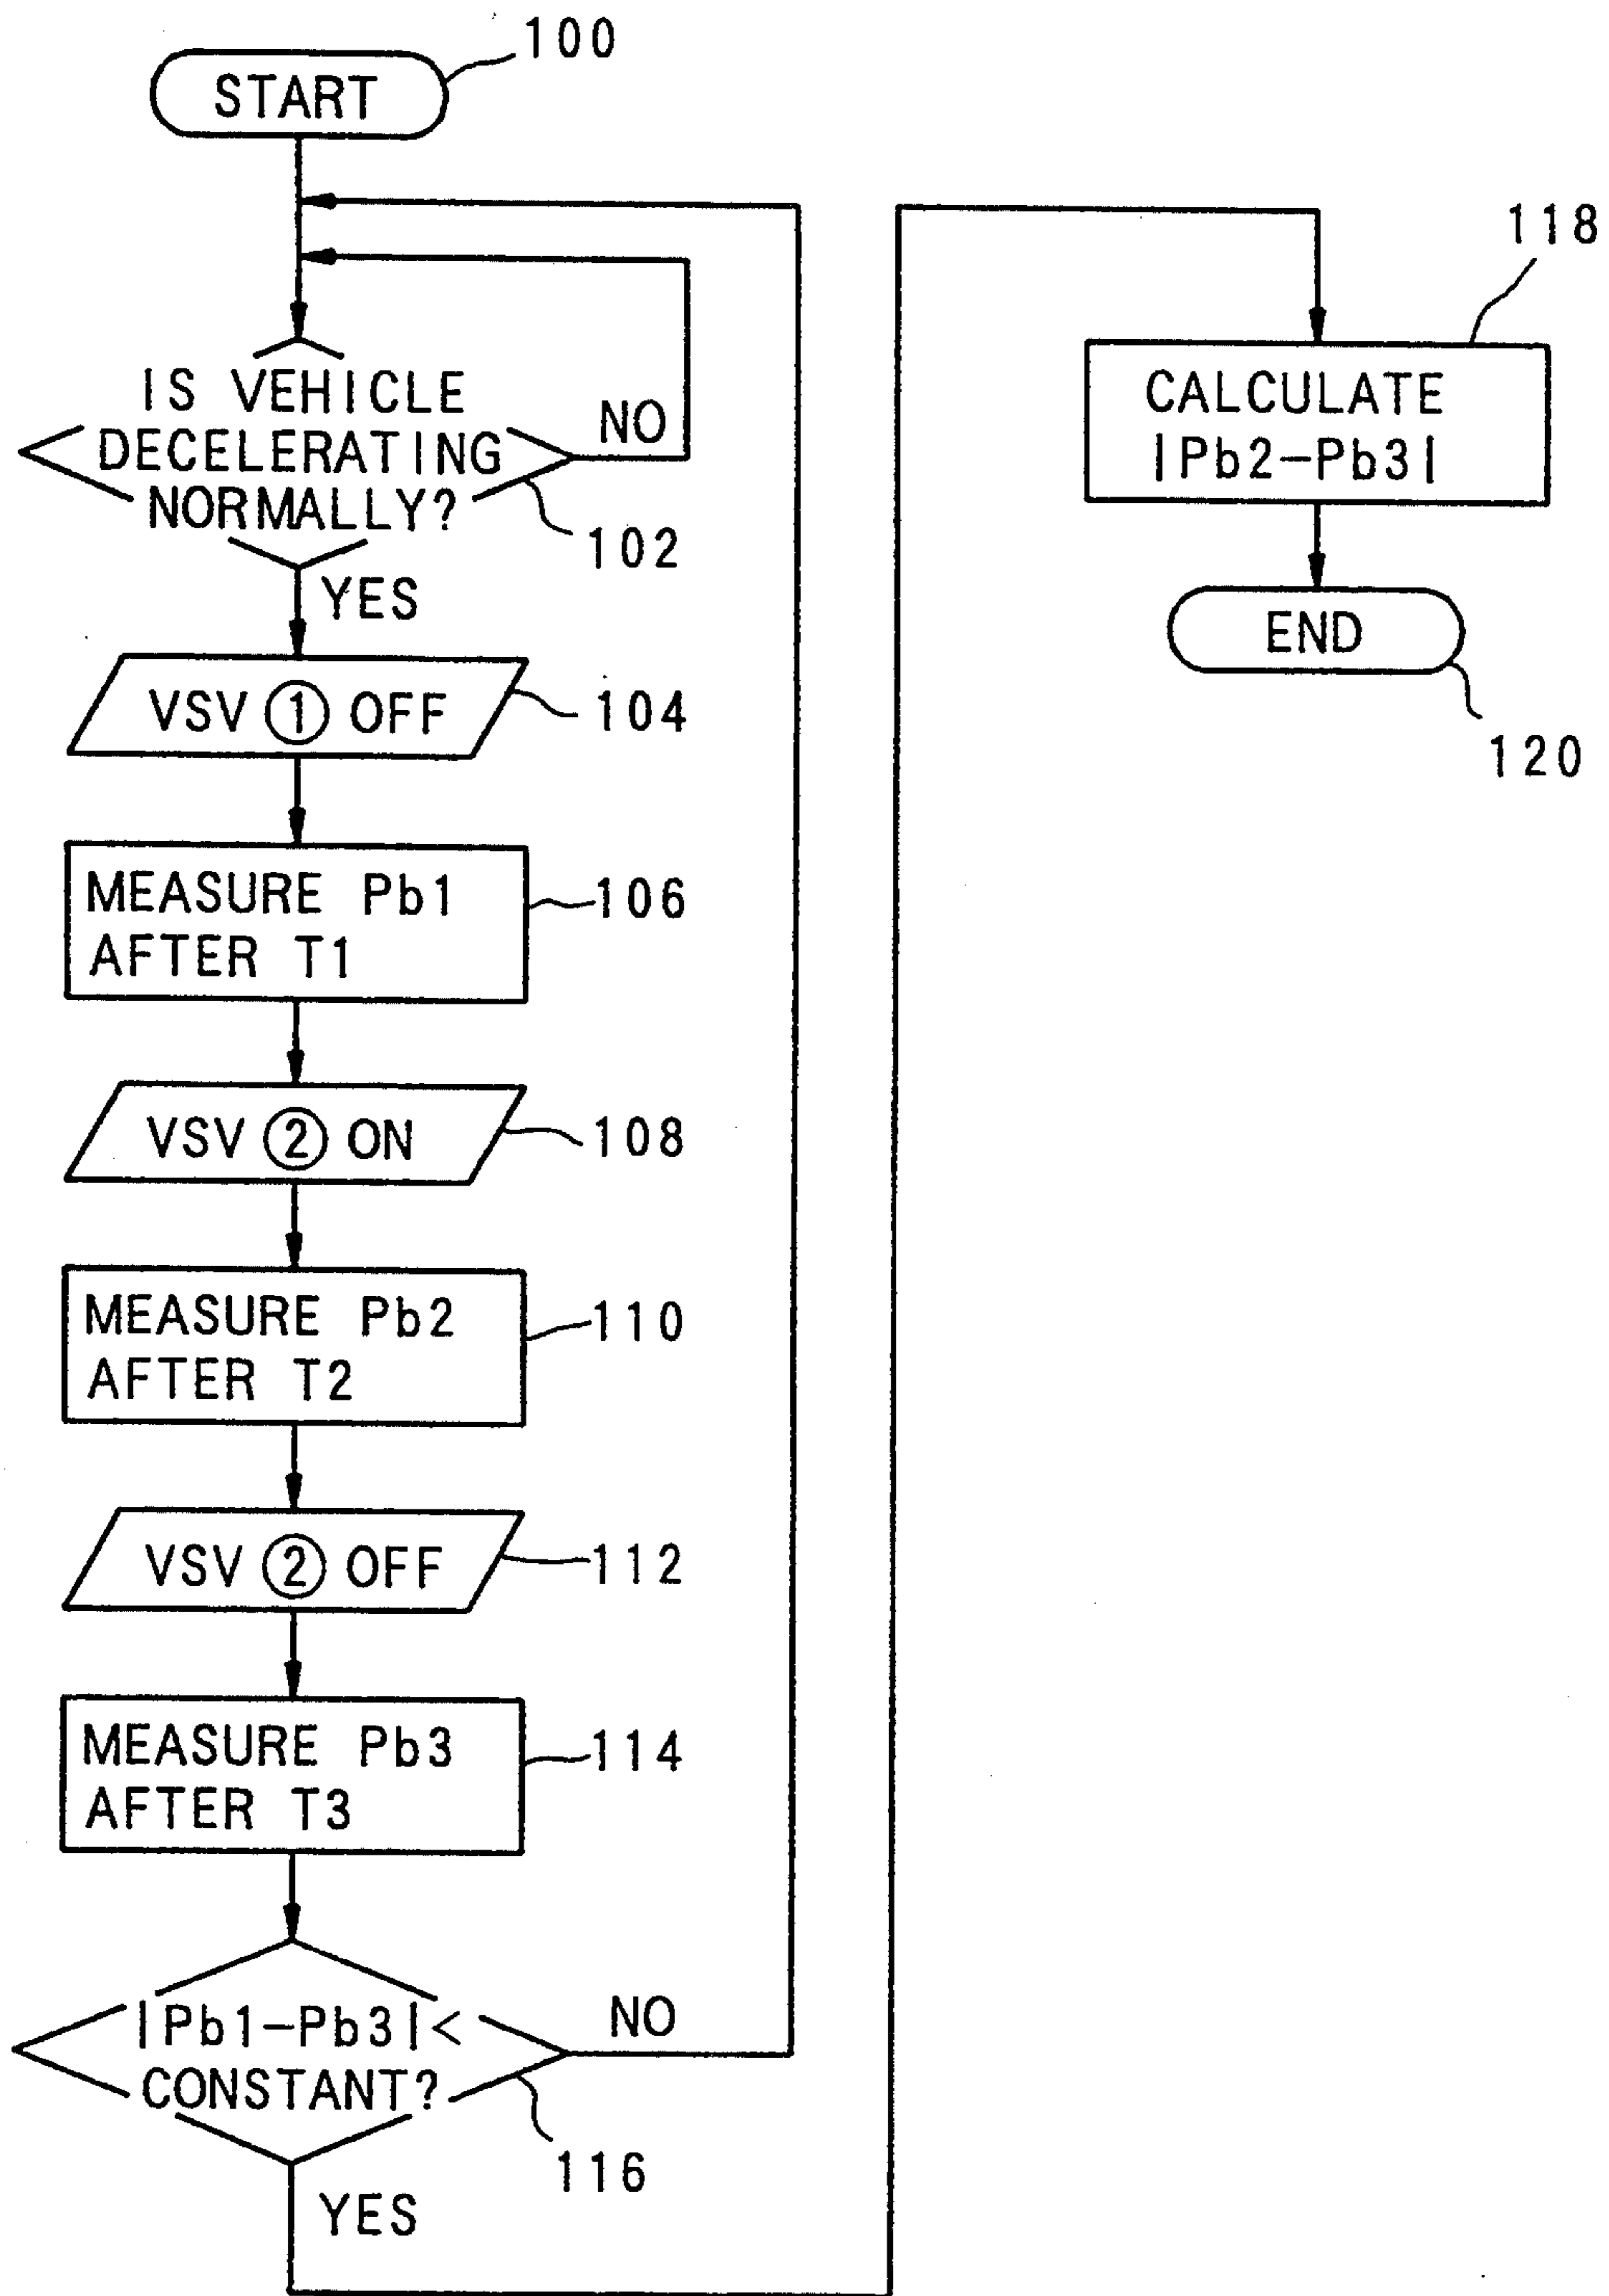 100
START
IS VEHICLE
DECELERATING
NORMALLY?
NO
102
YES
VSV ① OFF
104
MEASURE Pb1
AFTER T1
106
VSV ② ON
108
MEASURE Pb2
AFTER T2
110
VSV ② OFF
112
MEASURE Pb3
AFTER T3
114
|Pb1-Pb3|<
CONSTANT?
NO
116
YES
118
CALCULATE
|Pb2-Pb3|
END
120